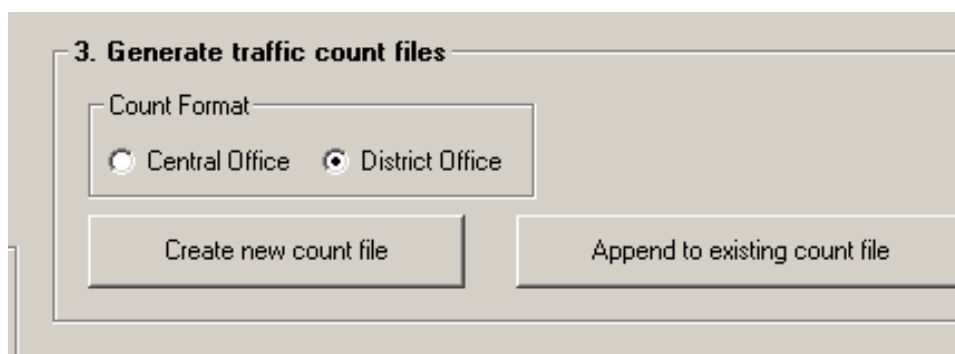 3. Generate traffic count files
Count Format
Central Office District Office
Create new count file Append to existing count file